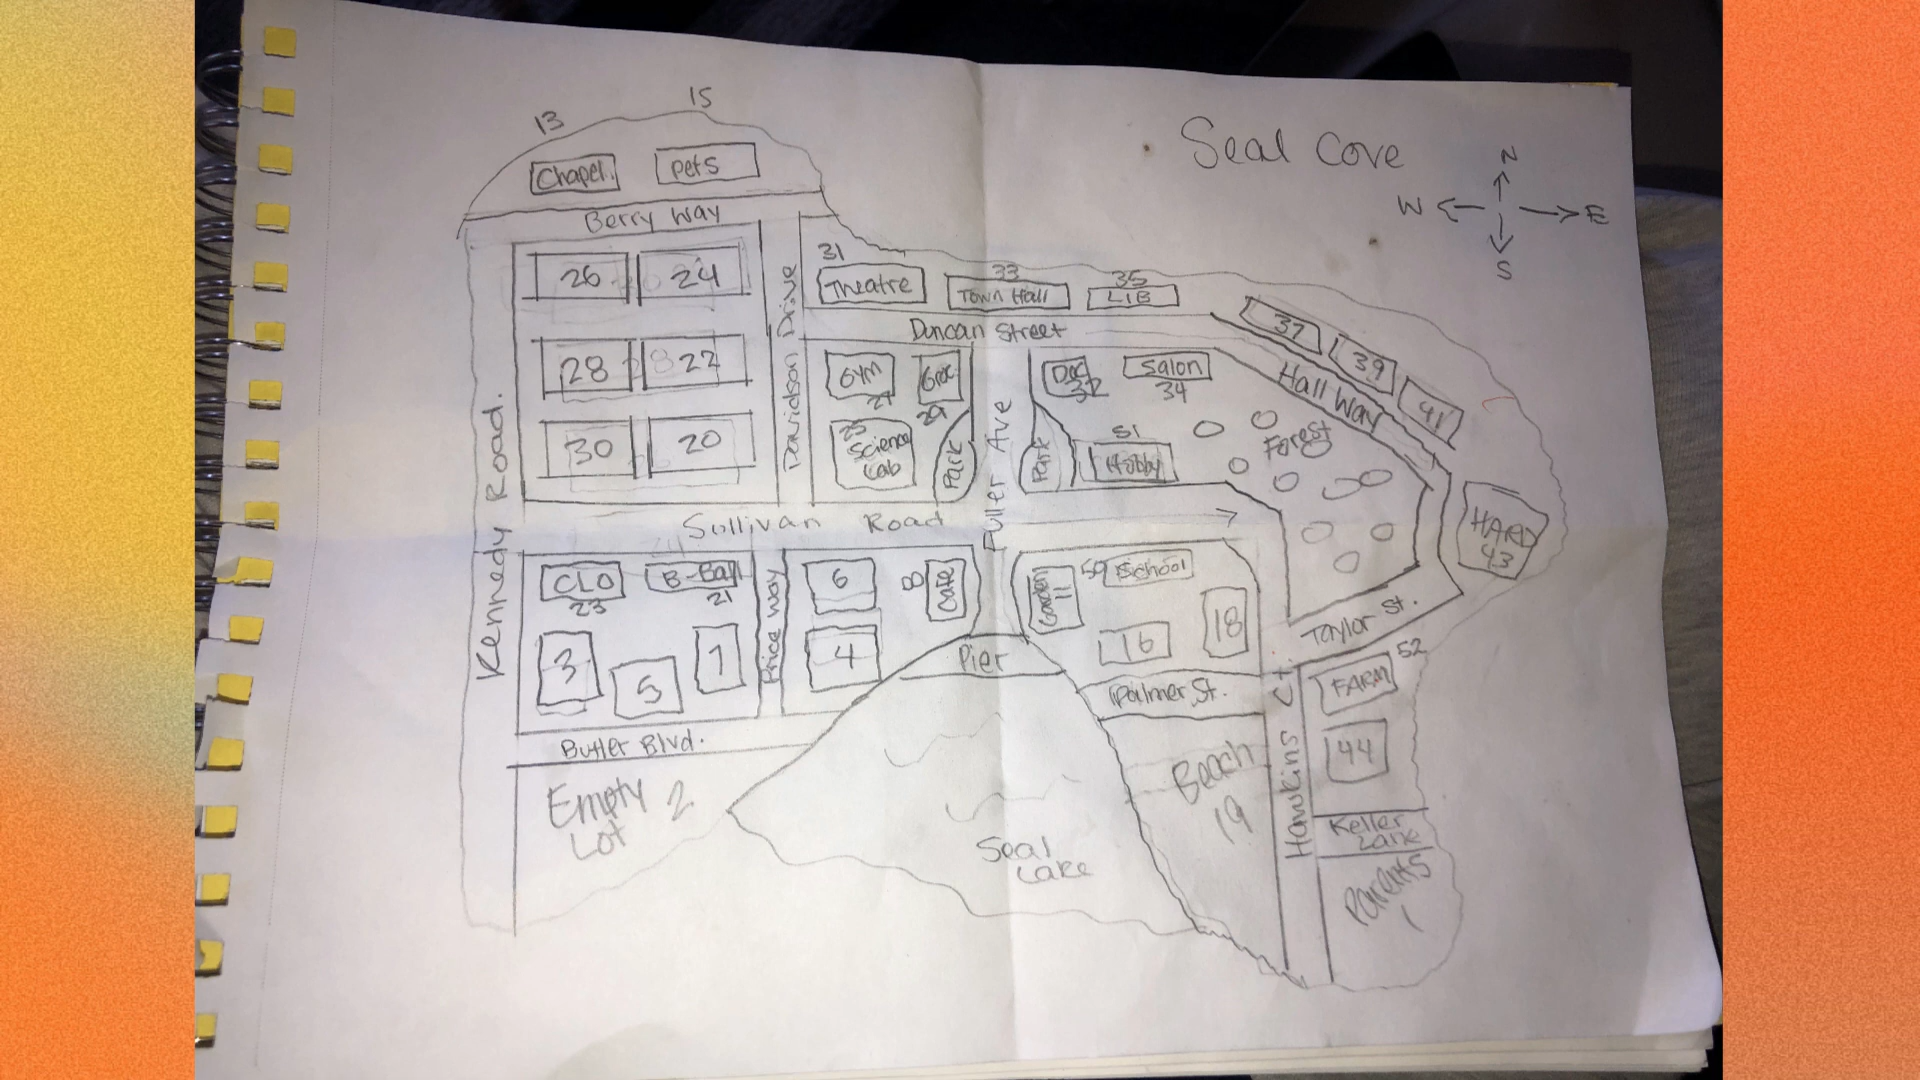 15
13
Seal Cove
N
W
E
S
Chapel
Pets
Berry Way
26
24
28
22
30
20
Kennedy Road.
Davidson Drive
31
Theatre
33
Town Hall
35
LIB
Duncan Street
37
39
41
Hall Way
GYM
Groc
29
25
Science
Lab
Park
Fuller Ave
Doc
32
Salon
34
Park
51
Hobby
Forest
HARD
43
Sullivan Road
CLO
23
B-Ball
21
3
5
1
Price Way
6
4
8
Cafe
Pier
Garden
11
50
School
16
18
Palmer St.
Taylor St.
52
FARM
44
Hawkins Ct.
Keller
Lane
Parents
1
Butler Blvd.
Empty 2
Lot
Seal
Lake
Beach
19